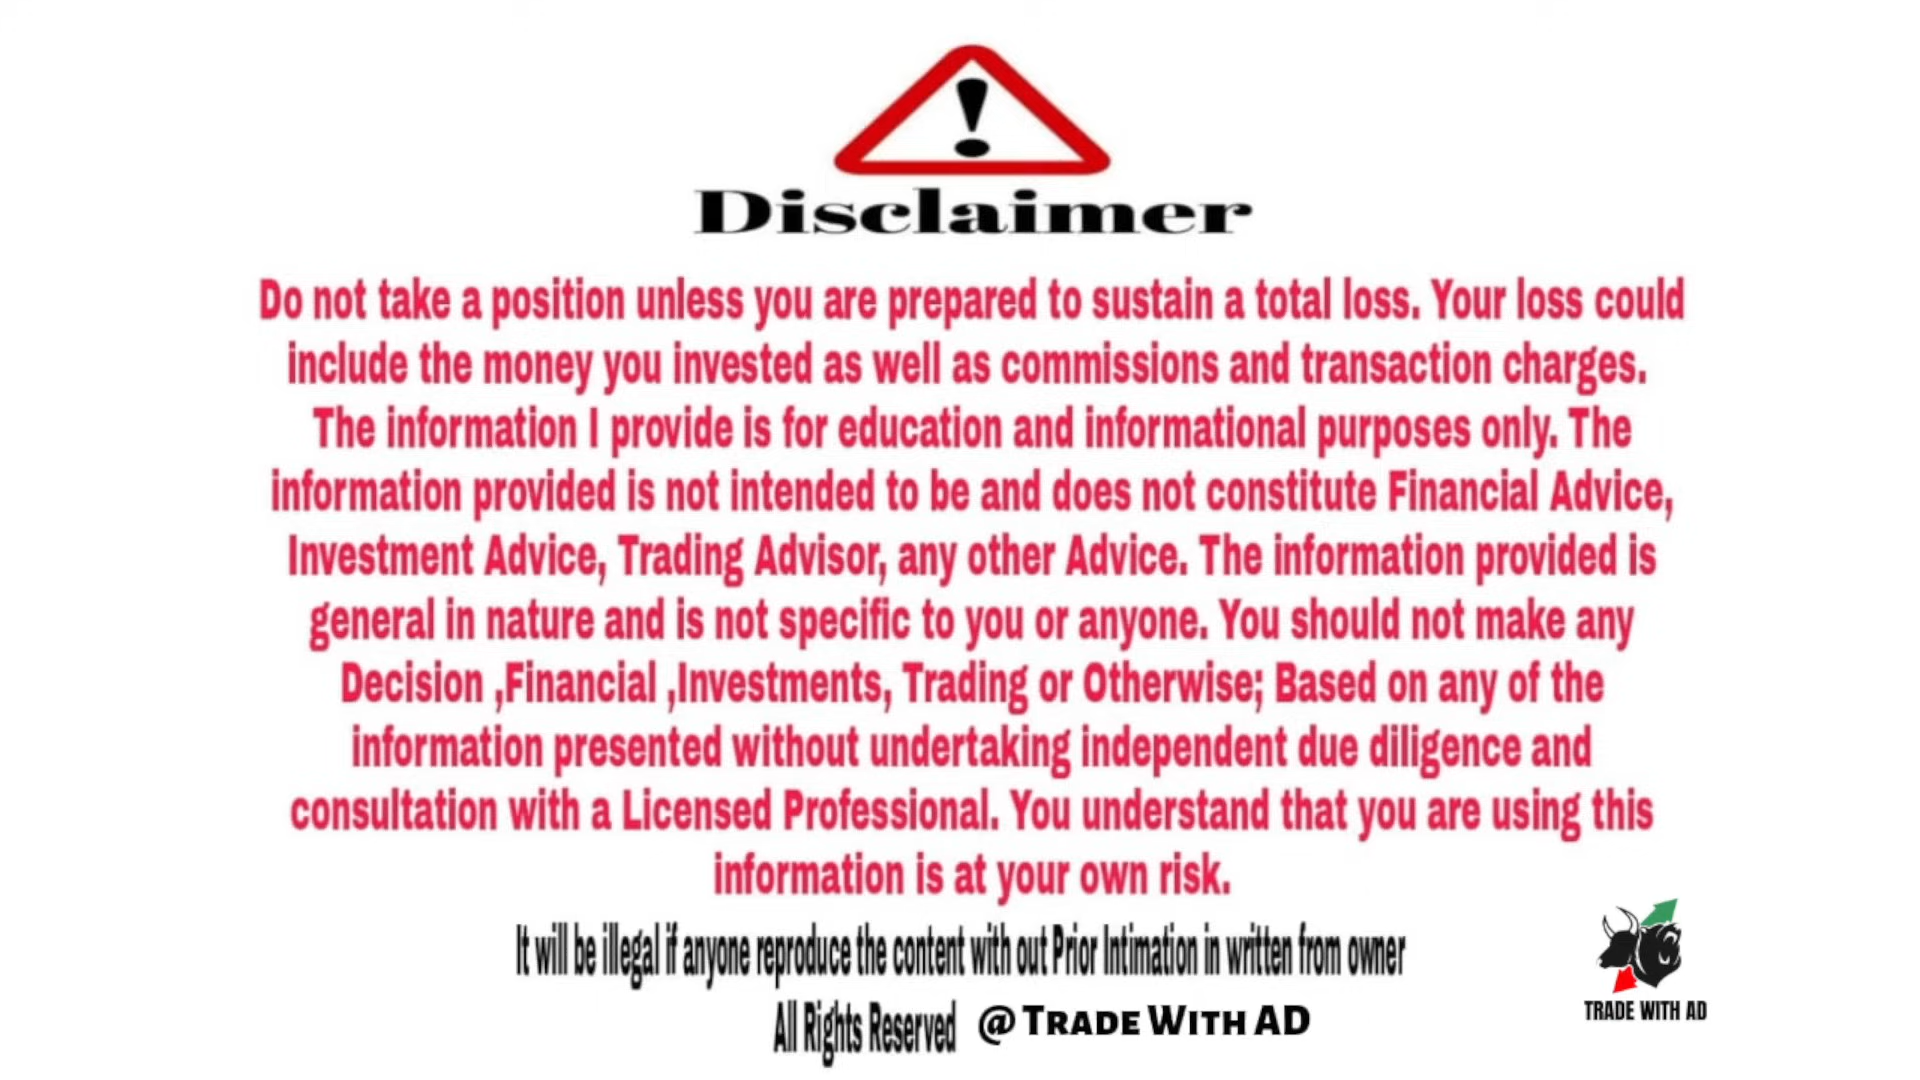 Disclaimer
Do not take a position unless you are prepared to sustain a total loss. Your loss could
include the money you invested as well as commissions and transaction charges.
The information I provide is for education and informational purposes only. The
information provided is not intended to be and does not constitute Financial Advice,
Investment Advice, Trading Advisor, any other Advice. The information provided is
general in nature and is not specific to you or anyone. You should not make any
Decision ,Financial ,Investments, Trading or Otherwise; Based on any of the
information presented without undertaking independent due diligence and
consultation with a Licensed Professional. You understand that you are using this
information is at your own risk.
It will be illegal if anyone reproduce the content with out Prior Intimation in written from owner
All Rights Reserved @ Trade With AD
TRADE WITH AD